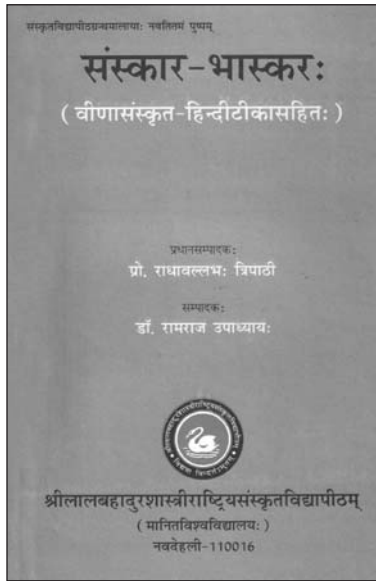 संस्कृतविद्यापीठग्रन्थमालायाः नवतितमं पुष्पम्
संस्कार-भास्करः
( वीणासंस्कृत-हिन्दीटीकासहितः )
प्रधानसम्पादकः
प्रो. राधावल्लभः त्रिपाठी
सम्पादकः
डॉ. रामराज उपाध्यायः
श्रीलालबहादुरशास्त्रीराष्ट्रियसंस्कृतविद्यापीठम्
( मानितविश्वविद्यालयः )
नवदेहली-110016